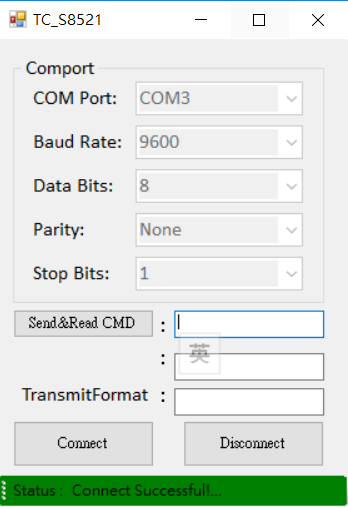 TC_S8521
Comport
COM Port: COM3
Baud Rate: 9600
Data Bits: 8
Parity: None
Stop Bits: 1
Send&Read CMD :
英
:
TransmitFormat :
Connect Disconnect
Status : Connect Successful!...